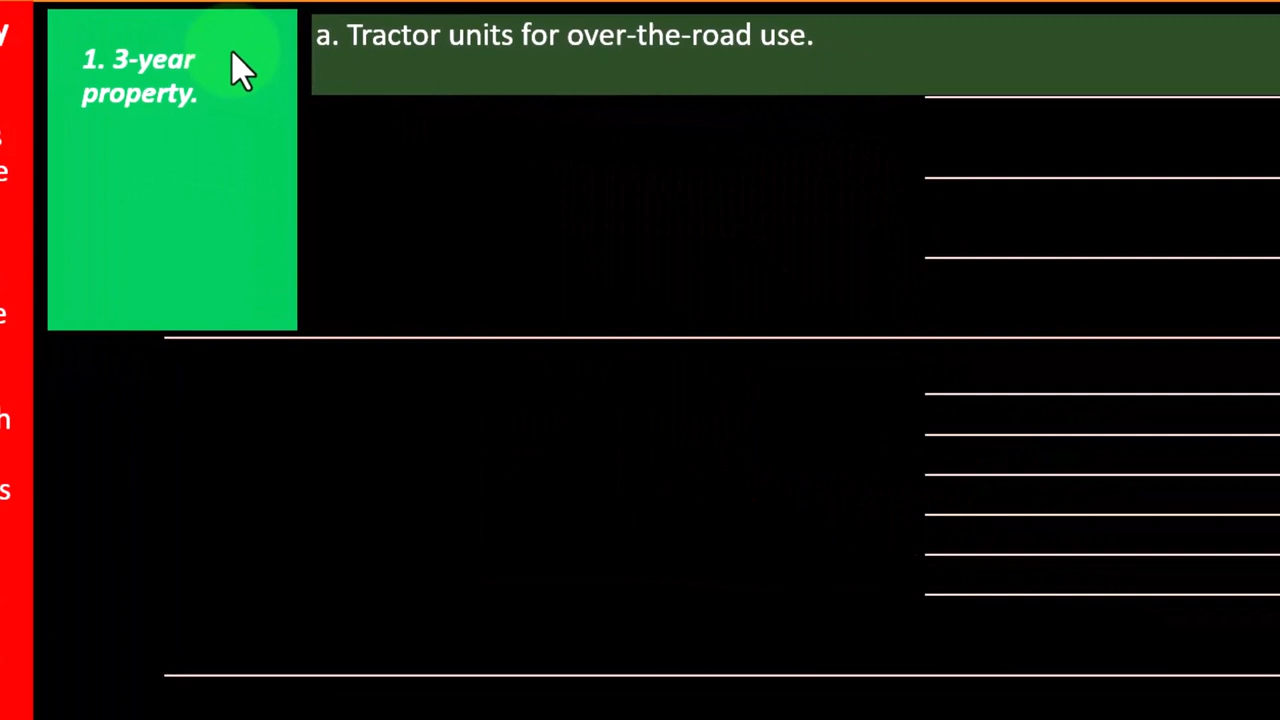 1. 3-year
property.
a. Tractor units for over-the-road use.
y
s
e
e
h
s